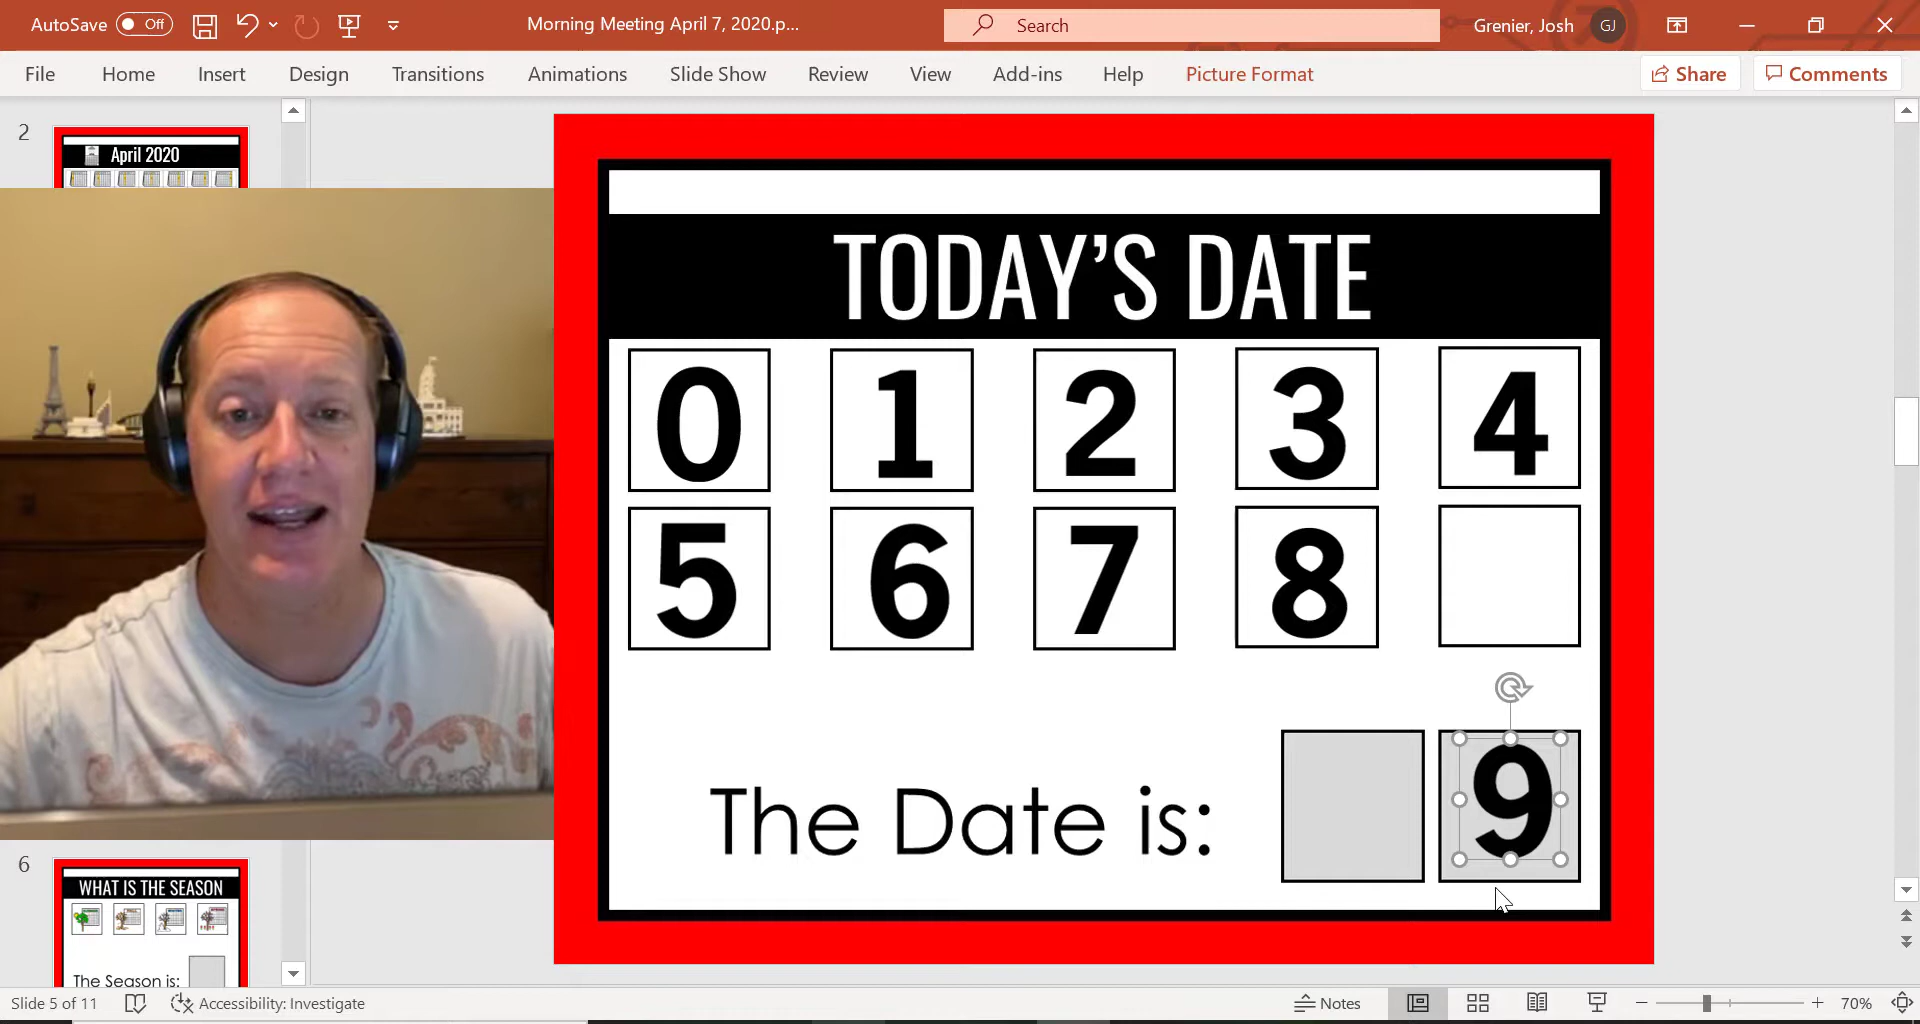 AutoSave Off
Morning Meeting April 7, 2020.p...
Search
Grenier, Josh GJ
File Home Insert Design Transitions Animations Slide Show Review View Add-ins Help Picture Format
Share Comments
2
April 2020
TODAY'S DATE
0 1 2 3 4
5 6 7 8
The Date is: 9
6
WHAT IS THE SEASON
The Season is:
Slide 5 of 11 Accessibility: Investigate Notes 70%